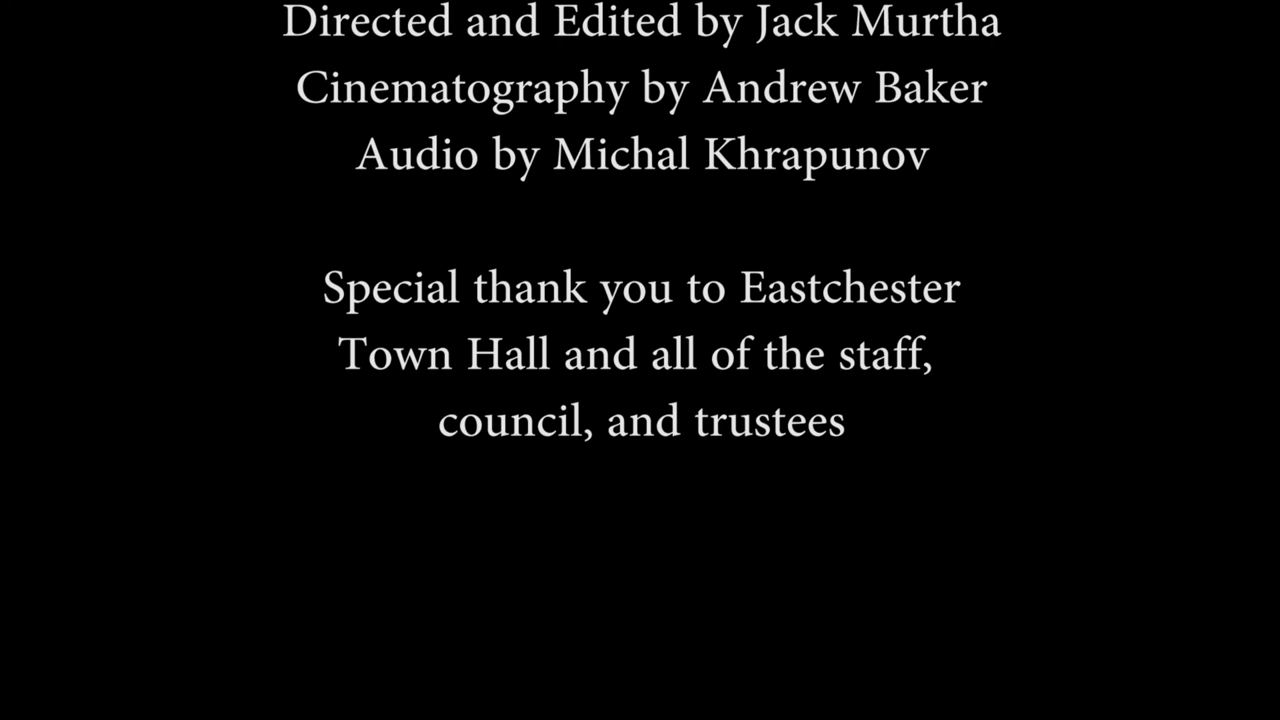 Directed and Edited by Jack Murtha
Cinematography by Andrew Baker
Audio by Michal Khrapunov
Special thank you to Eastchester
Town Hall and all of the staff,
council, and trustees